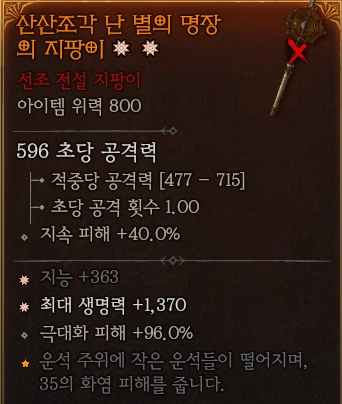 산산조각 난 별의 명장
의 지팡이
선조 전설 지팡이
아이템 위력 800
596 초당 공격력
적중당 공격력 [477 - 715]
초당 공격 횟수 1.00
지속 피해 +40.0%
지능 +363
최대 생명력 +1,370
극대화 피해 +96.0%
운석 주위에 작은 운석들이 떨어지며,
35의 화염 피해를 줍니다.